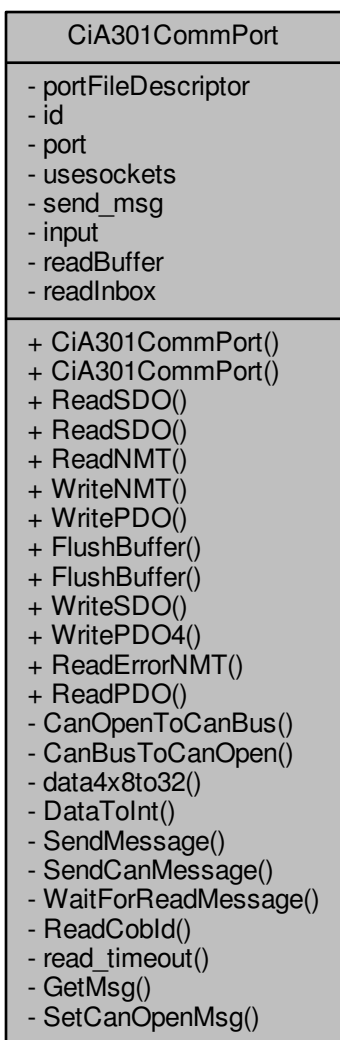 CiA301CommPort
- portFileDescriptor
- id
- port
- usesockets
- send_msg
- input
- readBuffer
- readInbox
+ CiA301CommPort()
+ CiA301CommPort()
+ ReadSDO()
+ ReadSDO()
+ ReadNMT()
+ WriteNMT()
+ WritePDO()
+ FlushBuffer()
+ FlushBuffer()
+ WriteSDO()
+ WritePDO4()
+ ReadErrorNMT()
+ ReadPDO()
- CanOpenToCanBus()
- CanBusToCanOpen()
- data4x8to32()
- DataToInt()
- SendMessage()
- SendCanMessage()
- WaitForReadMessage()
- ReadCobId()
- read_timeout()
- GetMsg()
- SetCanOpenMsg()